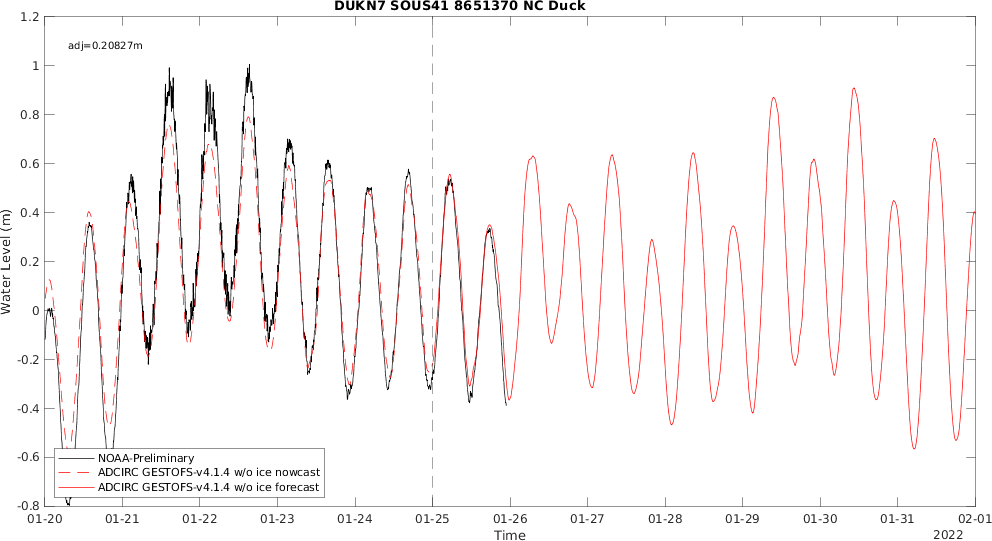 DUKN7 SOUS41 8651370 NC Duck
adj=0.20827m
1.2
1
0.8
0.6
0.4
0.2
0
-0.2
-0.4
-0.6
-0.8
Water Level (m)
NOAA-Preliminary
ADCIRC GESTOFS-v4.1.4 w/o ice nowcast
ADCIRC GESTOFS-v4.1.4 w/o ice forecast
01-20 01-21 01-22 01-23 01-24 01-25 01-26 01-27 01-28 01-29 01-30 01-31 02-01
Time
2022